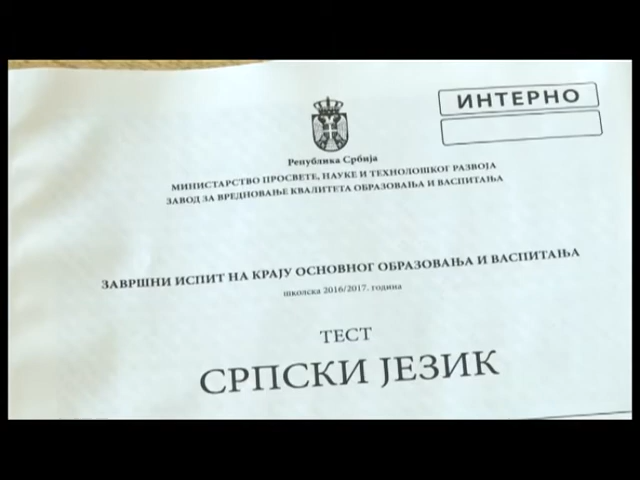 ИНТЕРНО
Република Србија
МИНИСТАРСТВО ПРОСВЕТЕ, НАУКЕ И ТЕХНОЛОШКОГ РАЗВОЈА
ЗАВОД ЗА ВРЕДНОВАЊЕ КВАЛИТЕТА ОБРАЗОВАЊА И ВАСПИТАЊА
ЗАВРШНИ ИСПИТ НА КРАЈУ ОСНОВНОГ ОБРАЗОВАЊА И ВАСПИТАЊА
школска 2016/2017. година
ТЕСТ
СРПСКИ ЈЕЗИК